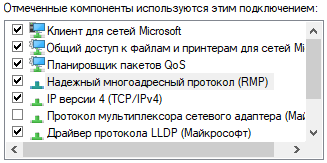 Отмеченные компоненты используются этим подключением:
Клиент для сетей Microsoft
Общий доступ к файлам и принтерам для сетей Mi
Планировщик пакетов QoS
Надежный многоадресный протокол (RMP)
IP версии 4 (TCP/IPv4)
Протокол мультиплексора сетевого адаптера (Май
Драйвер протокола LLDP (Майкрософт)